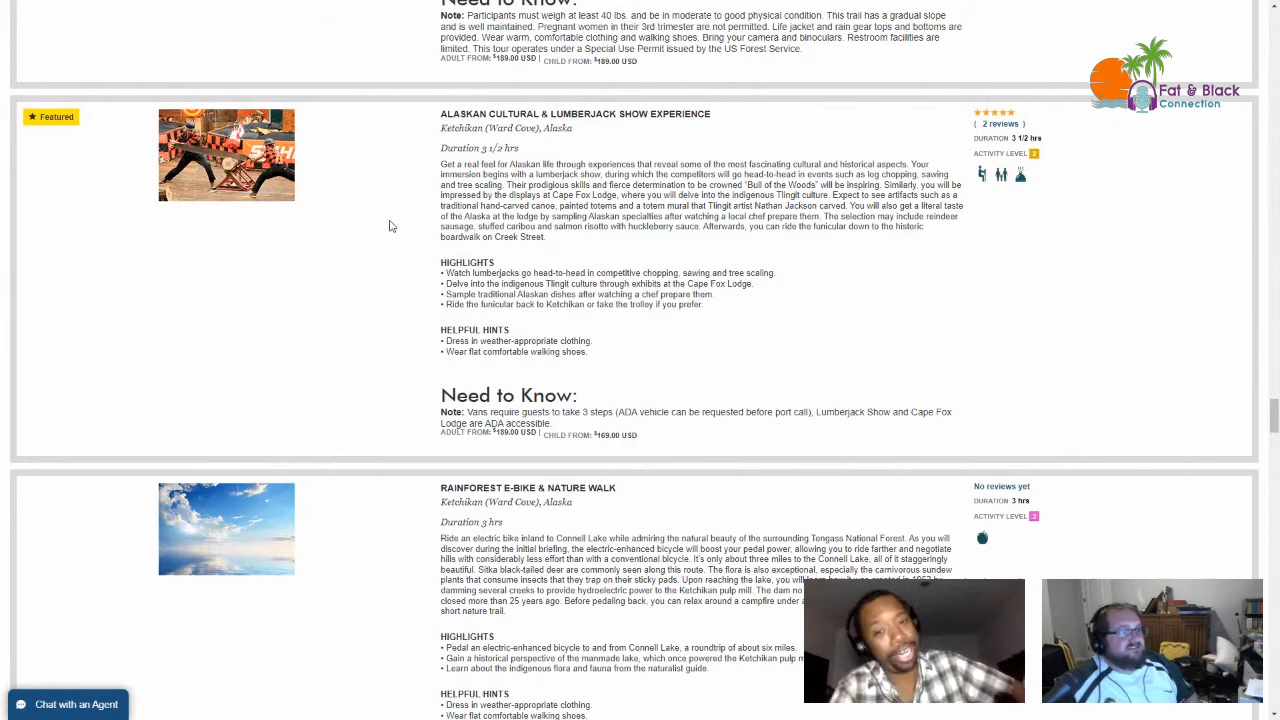 Need to Know:
Note: Participants must weigh at least 40 lbs. and be in moderate to good physical condition. This trail has a gradual slope
and is well maintained. Pregnant women in their 3rd trimester are not permitted. Life jacket and rain gear tops and bottoms are
provided. Wear warm, comfortable clothing and walking shoes. Bring your camera and binoculars. Restroom facilities are
limited. This tour operates under a Special Use Permit issued by the US Forest Service.
ADULT FROM: $189.00 USD | CHILD FROM: $189.00 USD
Fat & Black
Connection
Featured
ALASKAN CULTURAL & LUMBERJACK SHOW EXPERIENCE
Ketchikan (Ward Cove), Alaska
Duration 3 1/2 hrs
Get a real feel for Alaskan life through experiences that reveal some of the most fascinating cultural and historical aspects. Your
immersion begins with a lumberjack show, during which the competitors will go head-to-head in events such as log chopping, sawing
and tree scaling. Their prodigious skills and fierce determination to be crowned "Bull of the Woods" will be inspiring. Similarly, you will be
impressed by the displays at Cape Fox Lodge, where you will delve into the indigenous Tlingit culture. Expect to see artifacts such as a
traditional hand-carved canoe, painted totems and a totem mural that Tlingit artist Nathan Jackson carved. You will also get a literal taste
of the Alaska at the lodge by sampling Alaskan specialties after watching a local chef prepare them. The selection may include reindeer
sausage, stuffed caribou and salmon risotto with huckleberry sauce. Afterwards, you can ride the funicular down to the historic
boardwalk on Creek Street.
HIGHLIGHTS
• Watch lumberjacks go head-to-head in competitive chopping, sawing and tree scaling.
• Delve into the indigenous Tlingit culture through exhibits at the Cape Fox Lodge.
• Sample traditional Alaskan dishes after watching a chef prepare them.
• Ride the funicular back to Ketchikan or take the trolley if you prefer.
HELPFUL HINTS
• Dress in weather-appropriate clothing.
• Wear flat comfortable walking shoes.
Need to Know:
Note: Vans require guests to take 3 steps (ADA vehicle can be requested before port call), Lumberjack Show and Cape Fox
Lodge are ADA accessible.
ADULT FROM: $189.00 USD | CHILD FROM: $169.00 USD
( 2 reviews )
DURATION 3 1/2 hrs
ACTIVITY LEVEL 2
RAINFOREST E-BIKE & NATURE WALK
Ketchikan (Ward Cove), Alaska
Duration 3 hrs
Ride an electric bike inland to Connell Lake while admiring the natural beauty of the surrounding Tongass National Forest. As you will
discover during the initial briefing, the electric-enhanced bicycle will boost your pedal power, allowing you to ride farther and negotiate
hills with considerably less effort than with a conventional bicycle. It's only about three miles to the Connell Lake, all of it staggeringly
beautiful. Sitka black-tailed deer are commonly seen along this route. The flora is also exceptional, especially the carnivorous sundew
plants that consume insects that they trap on their sticky pads. Upon reaching the lake, you will learn how it was created in 1952 by
damming several creeks to provide hydroelectric power to the Ketchikan pulp mill. The dam no
closed more than 25 years ago. Before pedaling back, you can relax around a campfire under a
short nature trail.
HIGHLIGHTS
• Pedal an electric-enhanced bicycle to and from Connell Lake, a roundtrip of about six miles.
• Gain a historical perspective of the manmade lake, which once powered the Ketchikan pulp m
• Learn about the indigenous flora and fauna from the naturalist guide.
HELPFUL HINTS
• Dress in weather-appropriate clothing.
• Wear flat comfortable walking shoes.
No reviews yet
DURATION 3 hrs
ACTIVITY LEVEL 3
Chat with an Agent